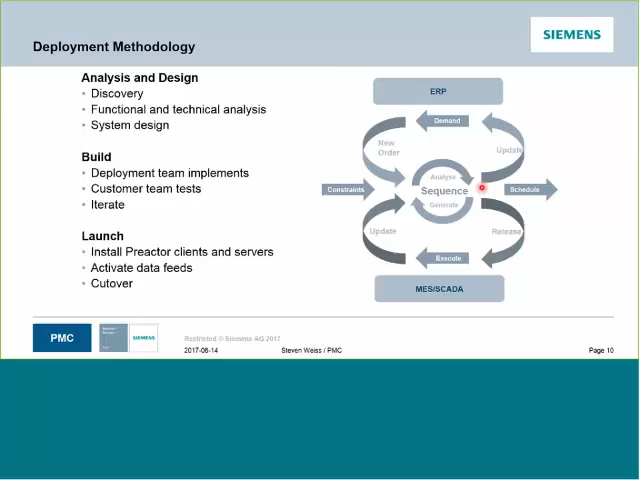 SIEMENS
Deployment Methodology
Analysis and Design
• Discovery
• Functional and technical analysis
• System design
Build
• Deployment team implements
• Customer team tests
• Iterate
Launch
• Install Preactor clients and servers
• Activate data feeds
• Cutover
ERP
Demand
New
Order
Update
Analyse
Constraints
Sequence
Schedule
Generate
Update
Release
Execute
MES/SCADA
PMC
SIEMENS
Restricted © Siemens AG 2017
2017-06-14
Steven Weiss / PMC
Page 10